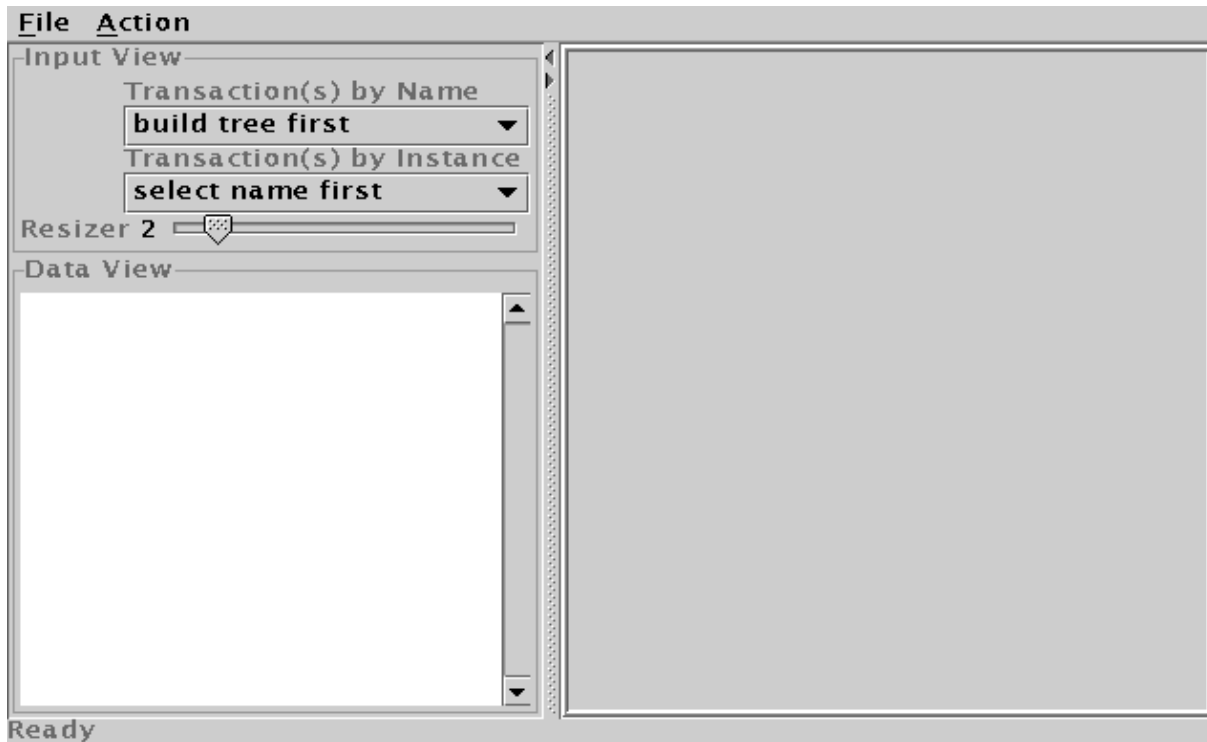 File Action
Input View
Transaction(s) by Name
build tree first
Transaction(s) by Instance
select name first
Resizer 2
Data View
Ready